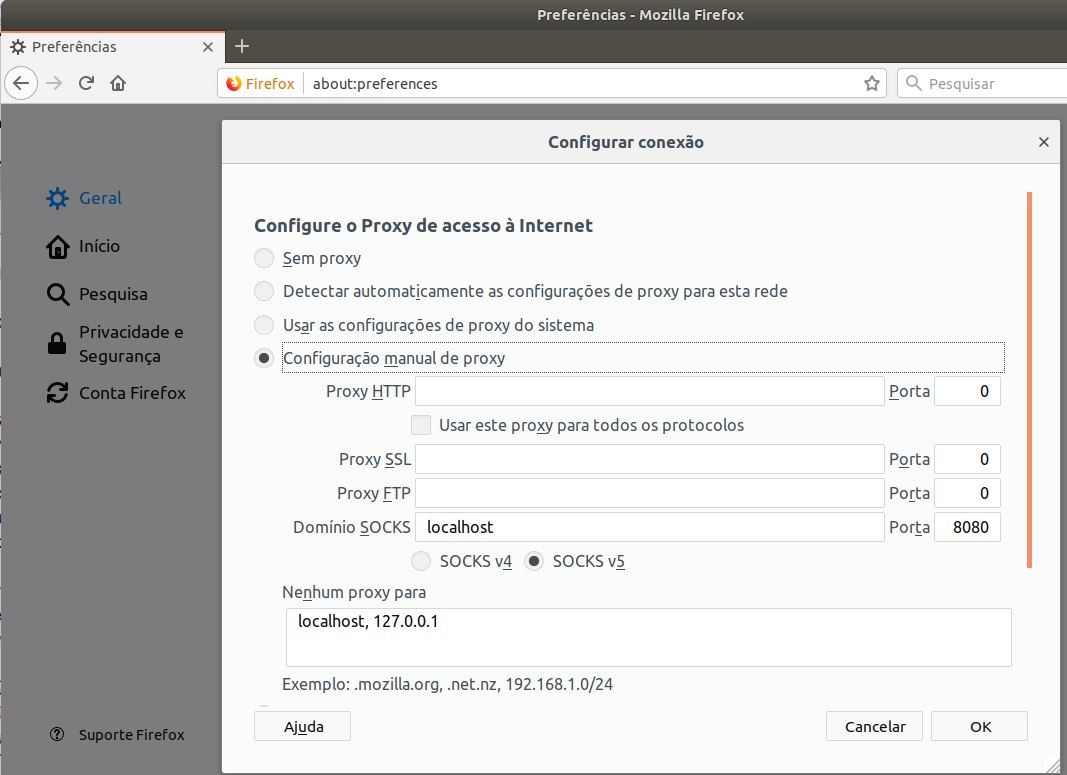 Preferências - Mozilla Firefox
Preferências
Firefox
about:preferences
Pesquisar
Configurar conexão
Geral
Início
Pesquisa
Privacidade e
Segurança
Conta Firefox
Suporte Firefox
Configure o Proxy de acesso à Internet
Sem proxy
Detectar automaticamente as configurações de proxy para esta rede
Usar as configurações de proxy do sistema
Configuração manual de proxy
Proxy HTTP Porta 0
Usar este proxy para todos os protocolos
Proxy SSL Porta 0
Proxy FTP Porta 0
Domínio SOCKS localhost Porta 8080
SOCKS v4 SOCKS v5
Nenhum proxy para
localhost, 127.0.0.1
Exemplo: .mozilla.org, .net.nz, 192.168.1.0/24
Ajuda Cancelar OK